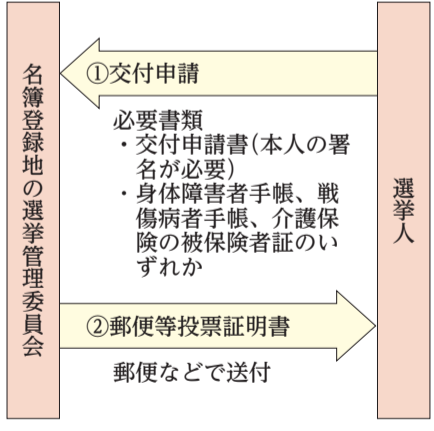 名簿登録地の選挙管理委員会
①交付申請
必要書類
・交付申請書(本人の署
名が必要)
・身体障害者手帳、戦
傷病者手帳、介護保
険の被保険者証のい
ずれか
②郵便等投票証明書
郵便などで送付
選挙人